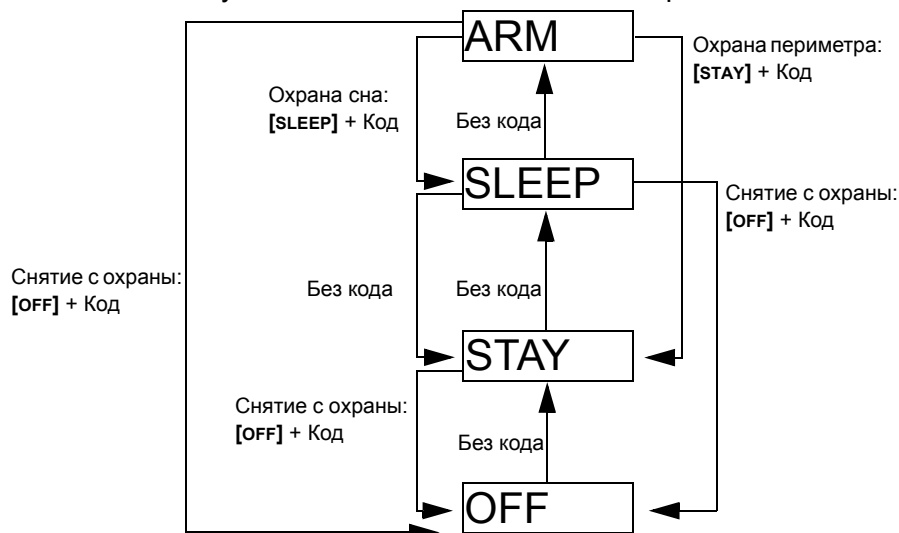 ARM
Охрана периметра:
[STAY] + Код
Охрана сна:
[SLEEP] + Код
Без кода
SLEEP
Снятие с охраны:
[OFF] + Код
Снятие с охраны:
[OFF] + Код
Без кода
Без кода
STAY
Снятие с охраны:
[OFF] + Код
Без кода
OFF